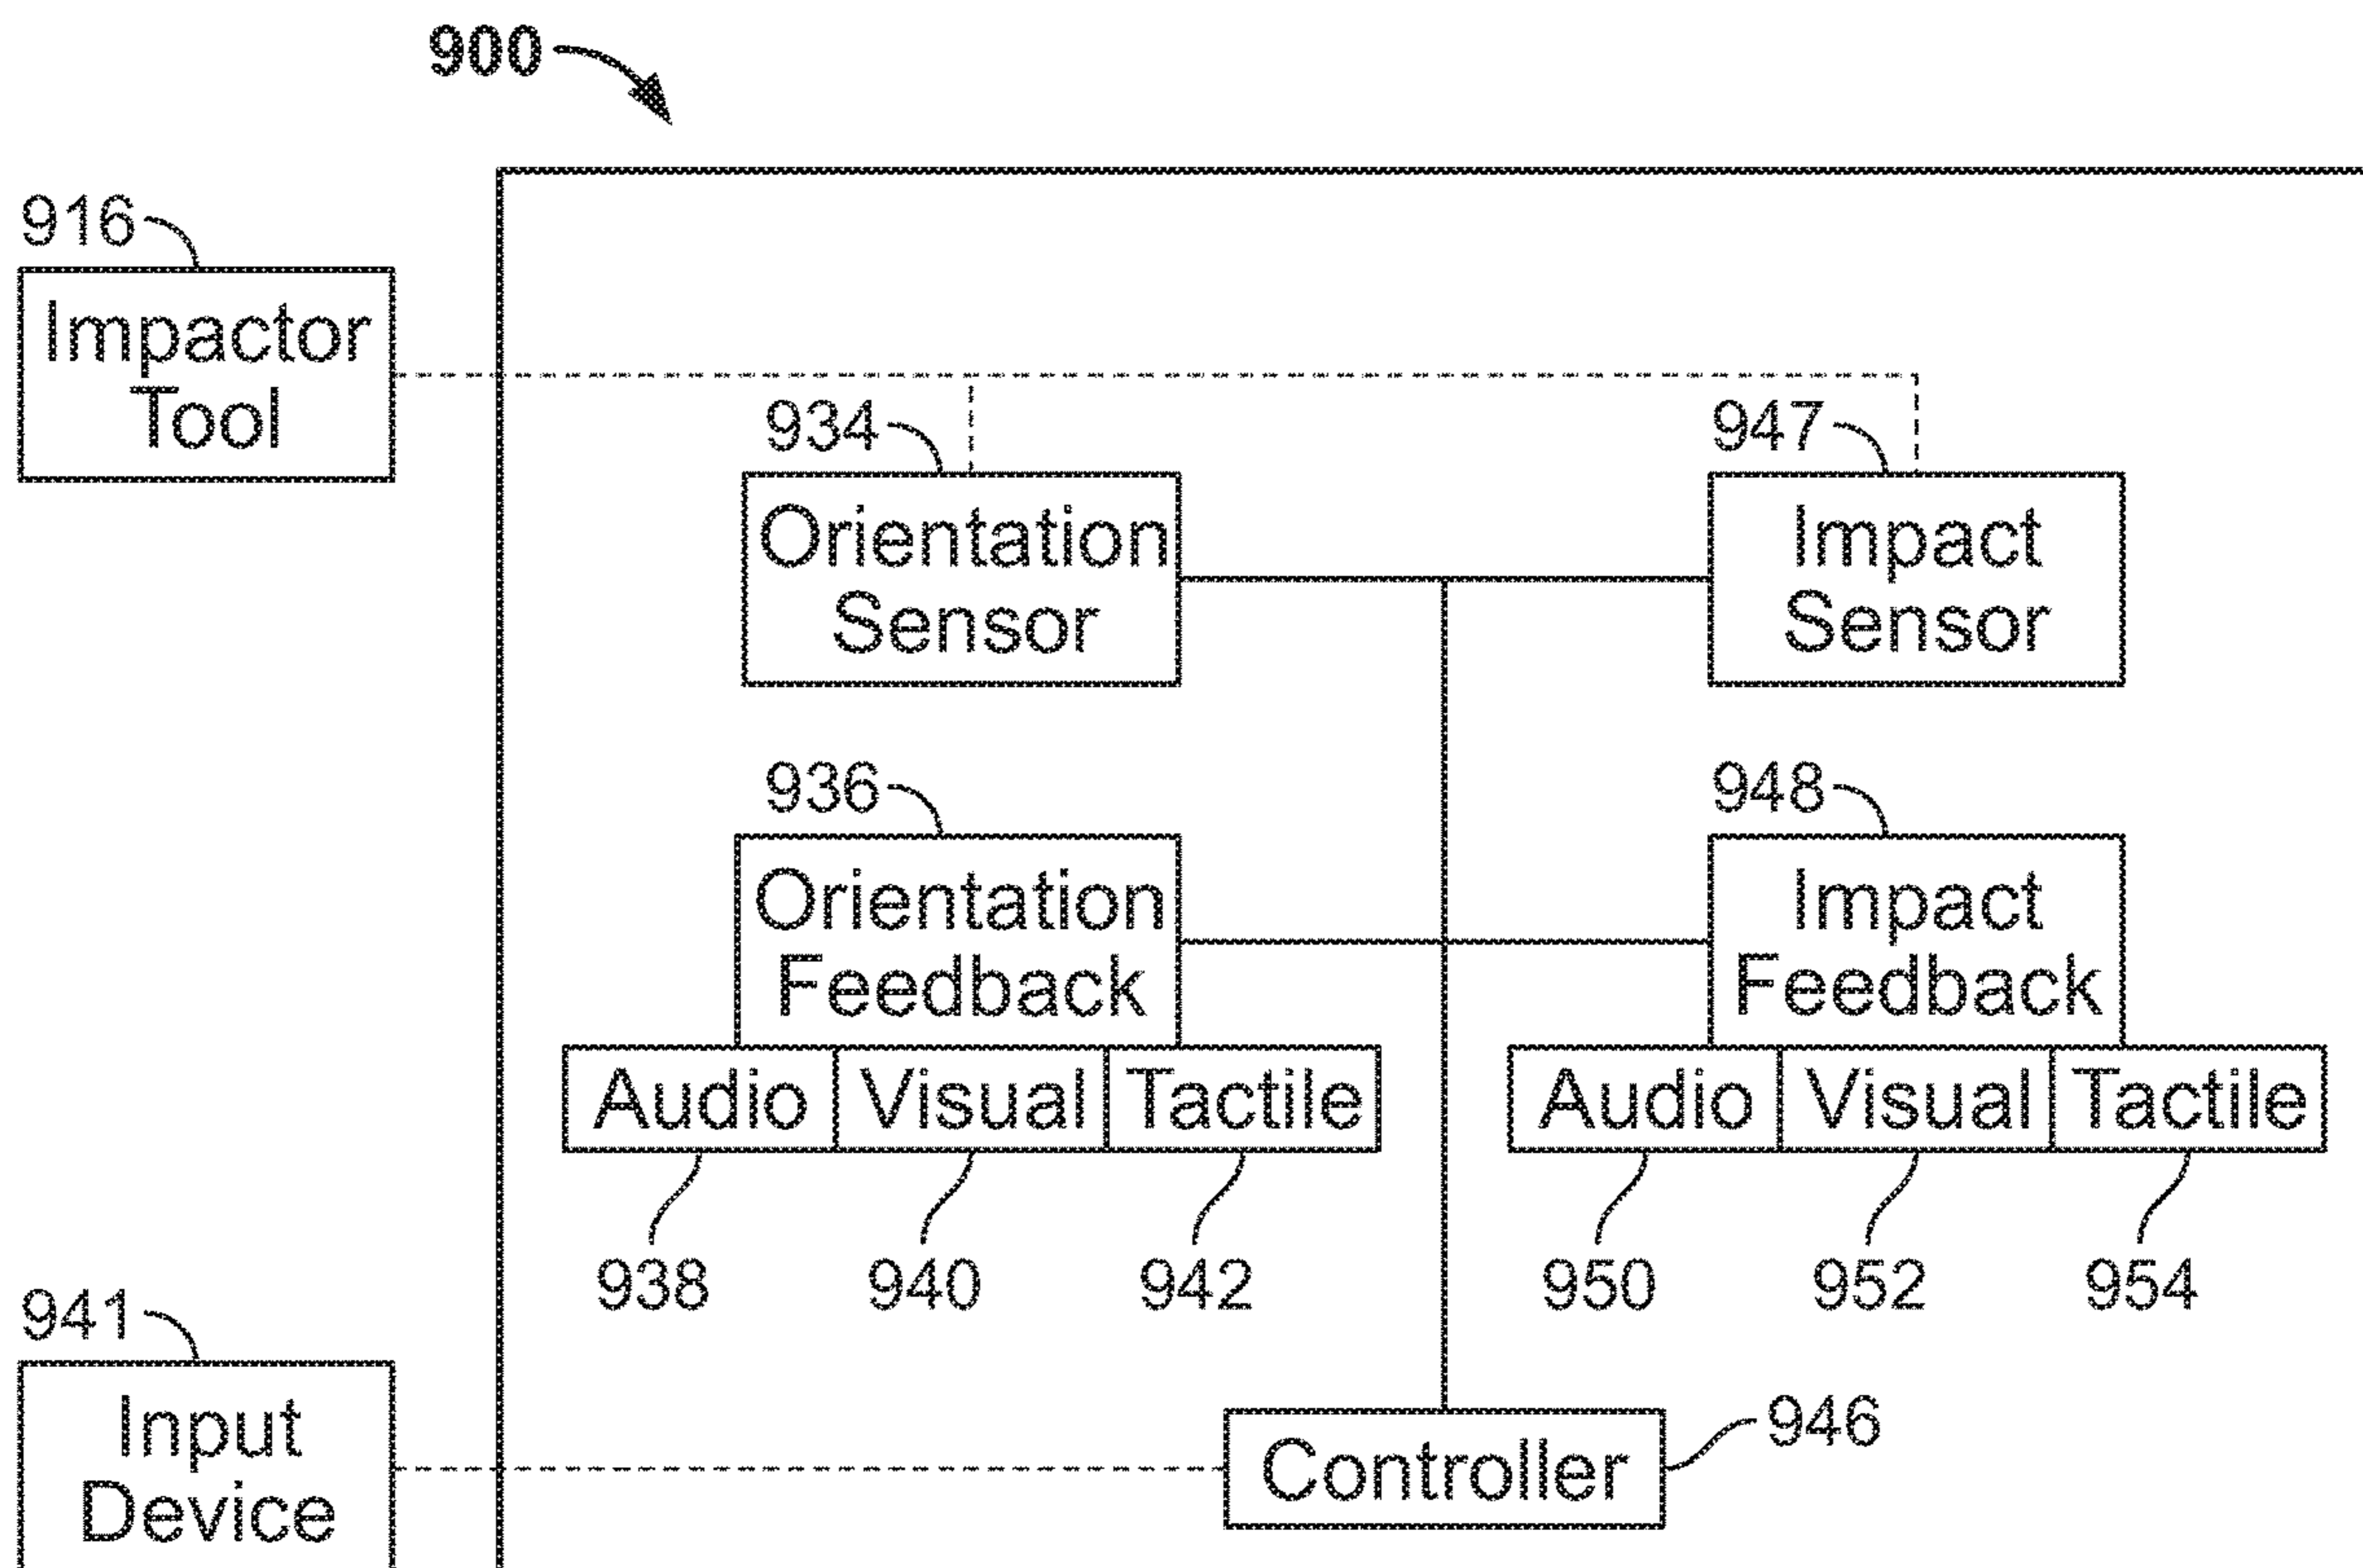 900
916
Impactor
Tool
934
947
Orientation
Sensor
Impact
Sensor
936
948
Orientation
Feedback
Impact
Feedback
Audio Visual Tactile
Audio Visual Tactile
938 940 942
950 952 954
941
Input
Device
946
Controller